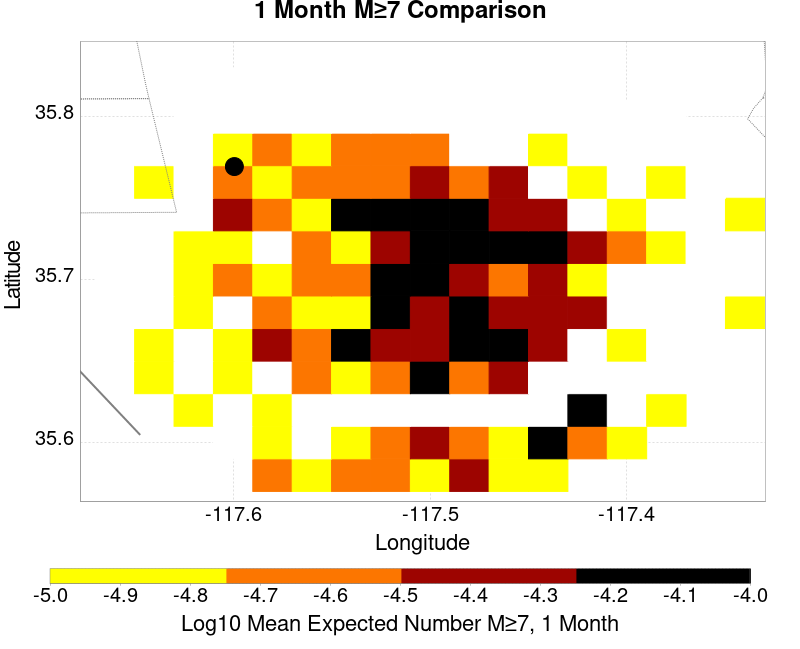 1 Month M≥7 Comparison
35.8
35.7
35.6
Latitude
-117.6 -117.5 -117.4
Longitude
-5.0 -4.9 -4.8 -4.7 -4.6 -4.5 -4.4 -4.3 -4.2 -4.1 -4.0
Log10 Mean Expected Number M≥7, 1 Month